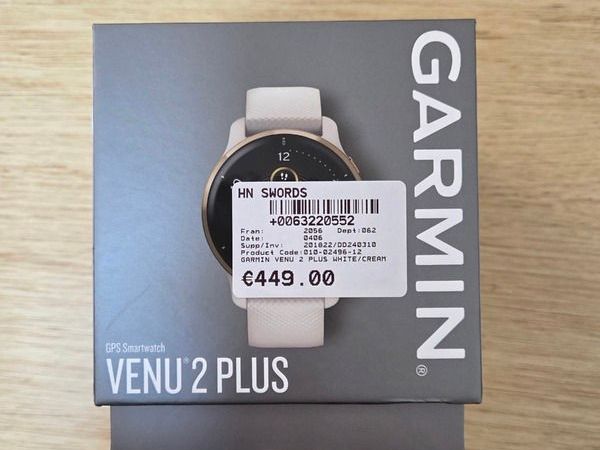 GARMIN®
12
HN SWORDS
+0063220552
Fran: 2056 Dept:062
Date: 0406
Supp/Inv: 201822/DD240310
Product Code:010-02496-12
GARMIN VENU 2 PLUS WHITE/CREAM
€449.00
GPS Smartwatch
VENU® 2 PLUS